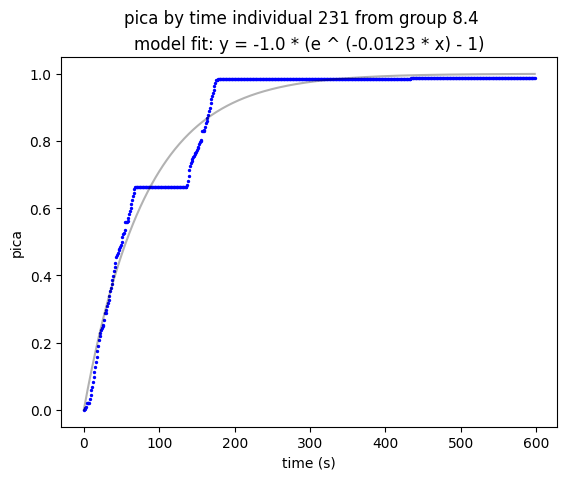 pica by time individual 231 from group 8.4
model fit: y = -1.0 * (e ^ (-0.0123 * x) - 1)
1.0
0.8
0.6
0.4
0.2
0.0
pica
0 100 200 300 400 500 600
time (s)